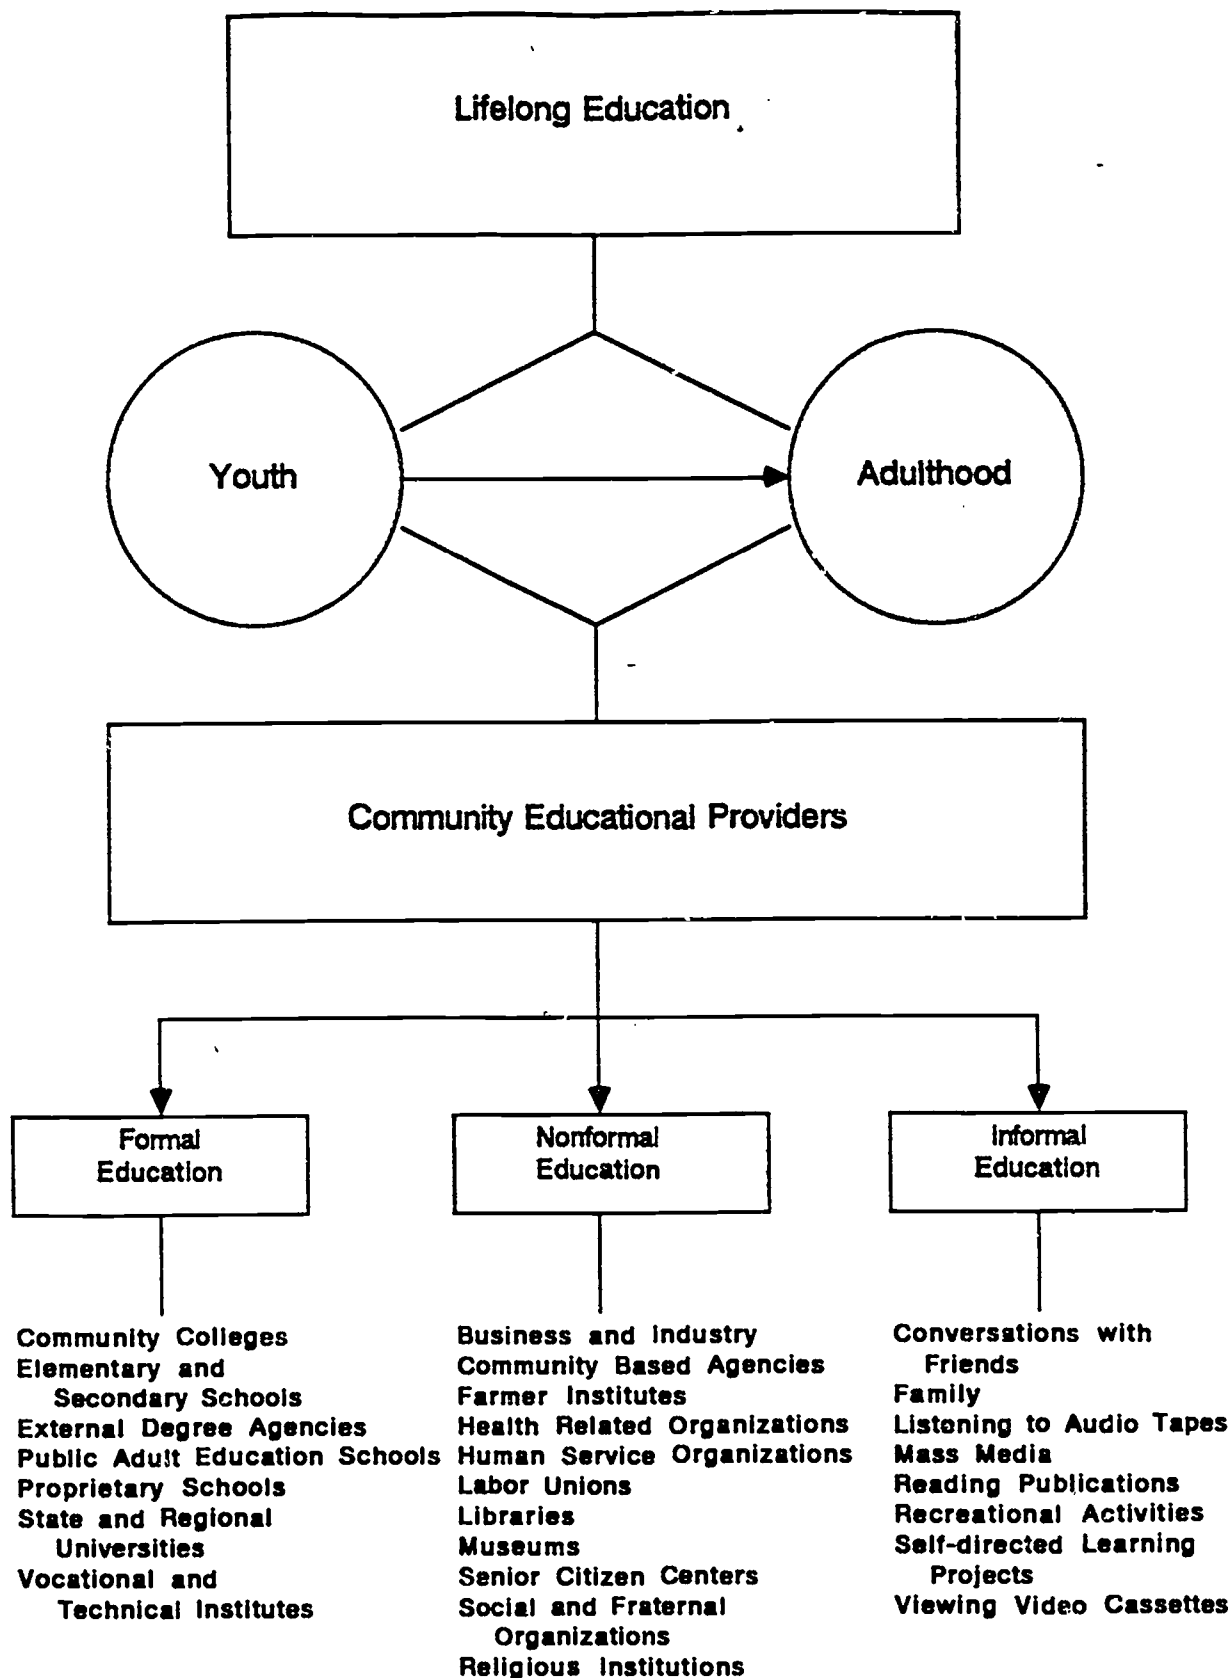 Lifelong Education
Youth
Adulthood
Community Educational Providers
Formal
Education
Nonformal
Education
Informal
Education
Community Colleges
Elementary and
Secondary Schools
External Degree Agencies
Public Adult Education Schools
Proprietary Schools
State and Regional
Universities
Vocational and
Technical Institutes
Business and Industry
Community Based Agencies
Farmer Institutes
Health Related Organizations
Human Service Organizations
Labor Unions
Libraries
Museums
Senior Citizen Centers
Social and Fraternal
Organizations
Religious Institutions
Conversations with
Friends
Family
Listening to Audio Tapes
Mass Media
Reading Publications
Recreational Activities
Self-directed Learning
Projects
Viewing Video Cassettes